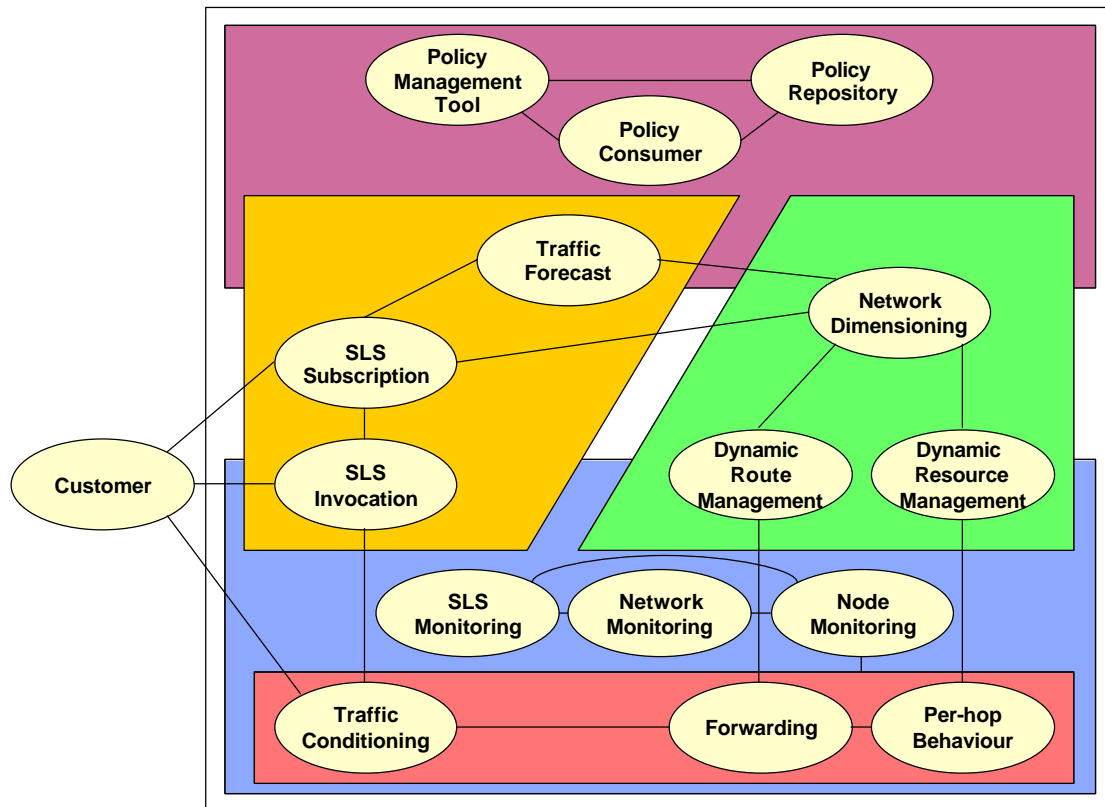 Policy
Management
Tool
Policy
Repository
Policy
Consumer
Traffic
Forecast
Network
Dimensioning
SLS
Subscription
Customer
SLS
Invocation
Dynamic
Route
Management
Dynamic
Resource
Management
SLS
Monitoring
Network
Monitoring
Node
Monitoring
Traffic
Conditioning
Forwarding
Per-hop
Behaviour